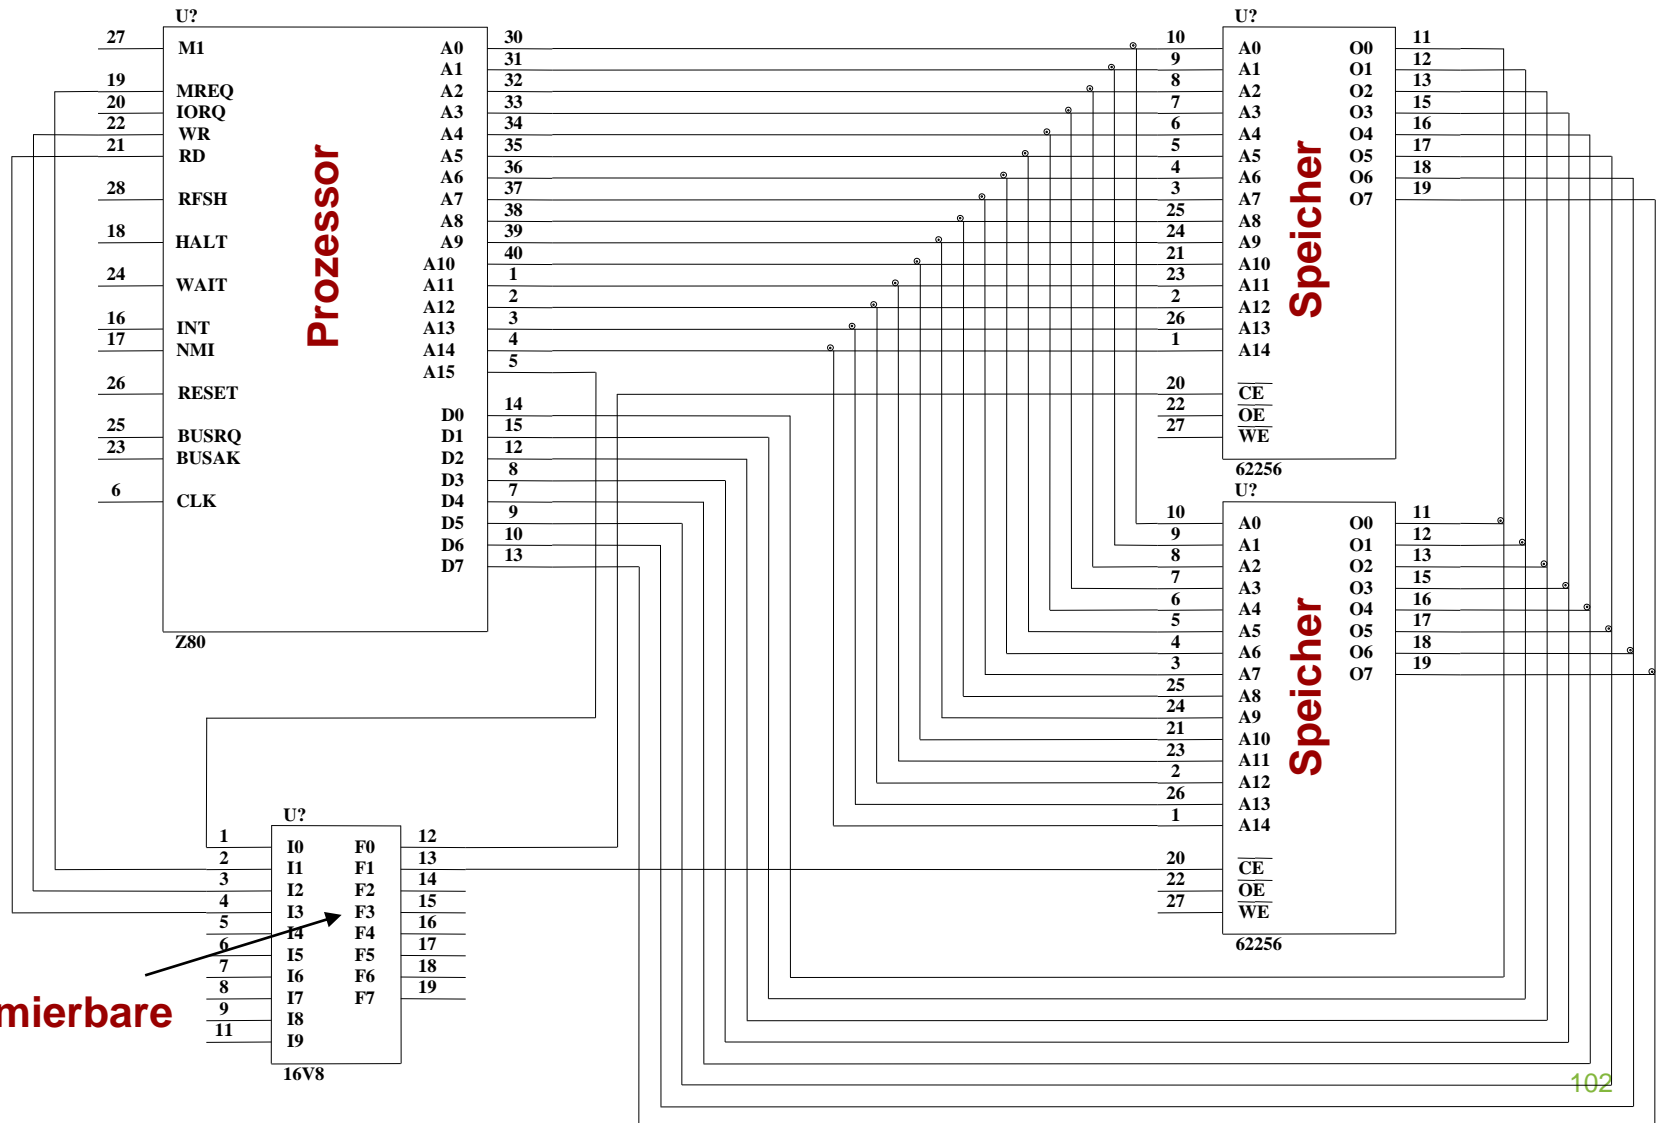 U?
27 M1
19 MREQ
20 IORQ
22 WR
21 RD
28 RFSH
18 HALT
24 WAIT
16 INT
17 NMI
26 RESET
25 BUSRQ
23 BUSAK
6 CLK
Prozessor
A0 30
A1 31
A2 32
A3 33
A4 34
A5 35
A6 36
A7 37
A8 38
A9 39
A10 40
A11 1
A12 2
A13 3
A14 4
A15 5
D0 14
D1 15
D2 12
D3 8
D4 7
D5 9
D6 10
D7 13
Z80
U?
10 A0
9 A1
8 A2
7 A3
6 A4
5 A5
4 A6
3 A7
25 A8
24 A9
21 A10
23 A11
2 A12
26 A13
1 A14
20 CE
22 OE
27 WE
Speicher
O0 11
O1 12
O2 13
O3 15
O4 16
O5 17
O6 18
O7 19
62256
U?
10 A0
9 A1
8 A2
7 A3
6 A4
5 A5
4 A6
3 A7
25 A8
24 A9
21 A10
23 A11
2 A12
26 A13
1 A14
20 CE
22 OE
27 WE
Speicher
O0 11
O1 12
O2 13
O3 15
O4 16
O5 17
O6 18
O7 19
62256
U?
1 I0
2 I1
3 I2
4 I3
5 I4
6 I5
7 I6
8 I7
9 I8
11 I9
F0 12
F1 13
F2 14
F3 15
F4 16
F5 17
F6 18
F7 19
16V8
mierbare
102